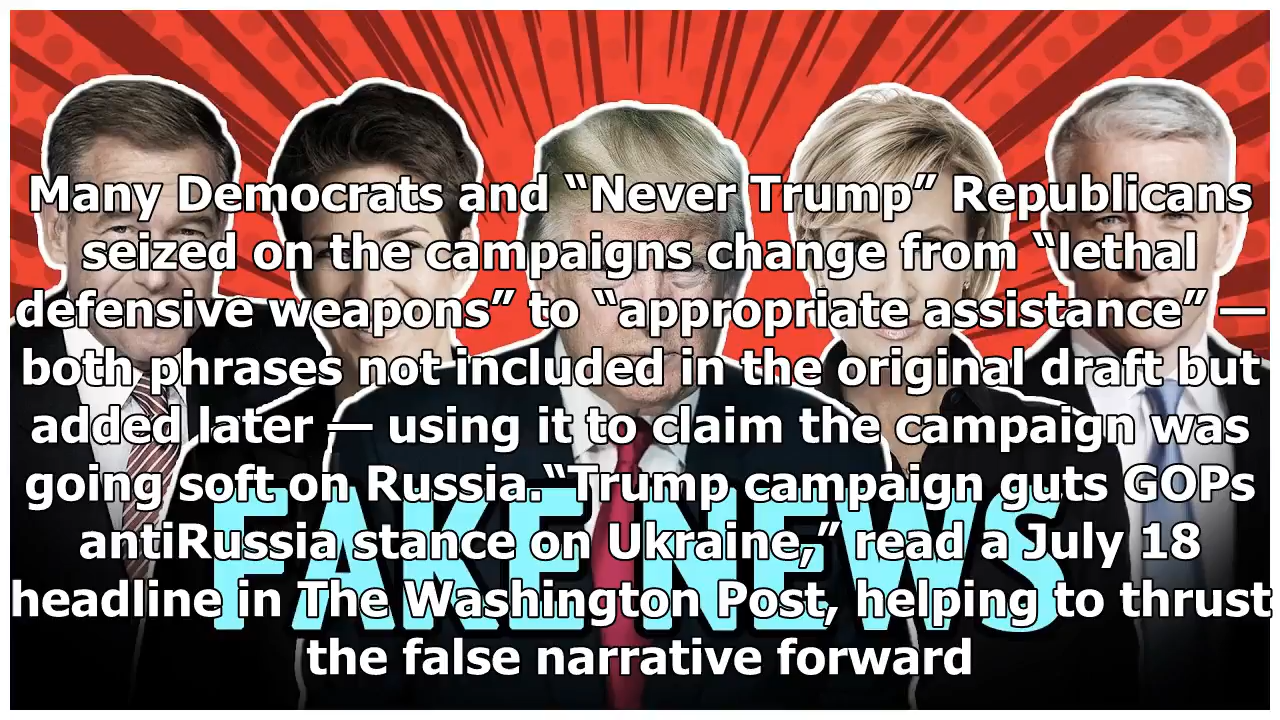 Many Democrats and “Never Trump” Republicans
seized on the campaigns change from “lethal
defensive weapons” to “appropriate assistance” —
both phrases not included in the original draft but
added later — using it to claim the campaign was
going soft on Russia.“Trump campaign guts GOPs
antiRussia stance on Ukraine,” read a July 18
headline in The Washington Post, helping to thrust
the false narrative forward
FAKE NEWS